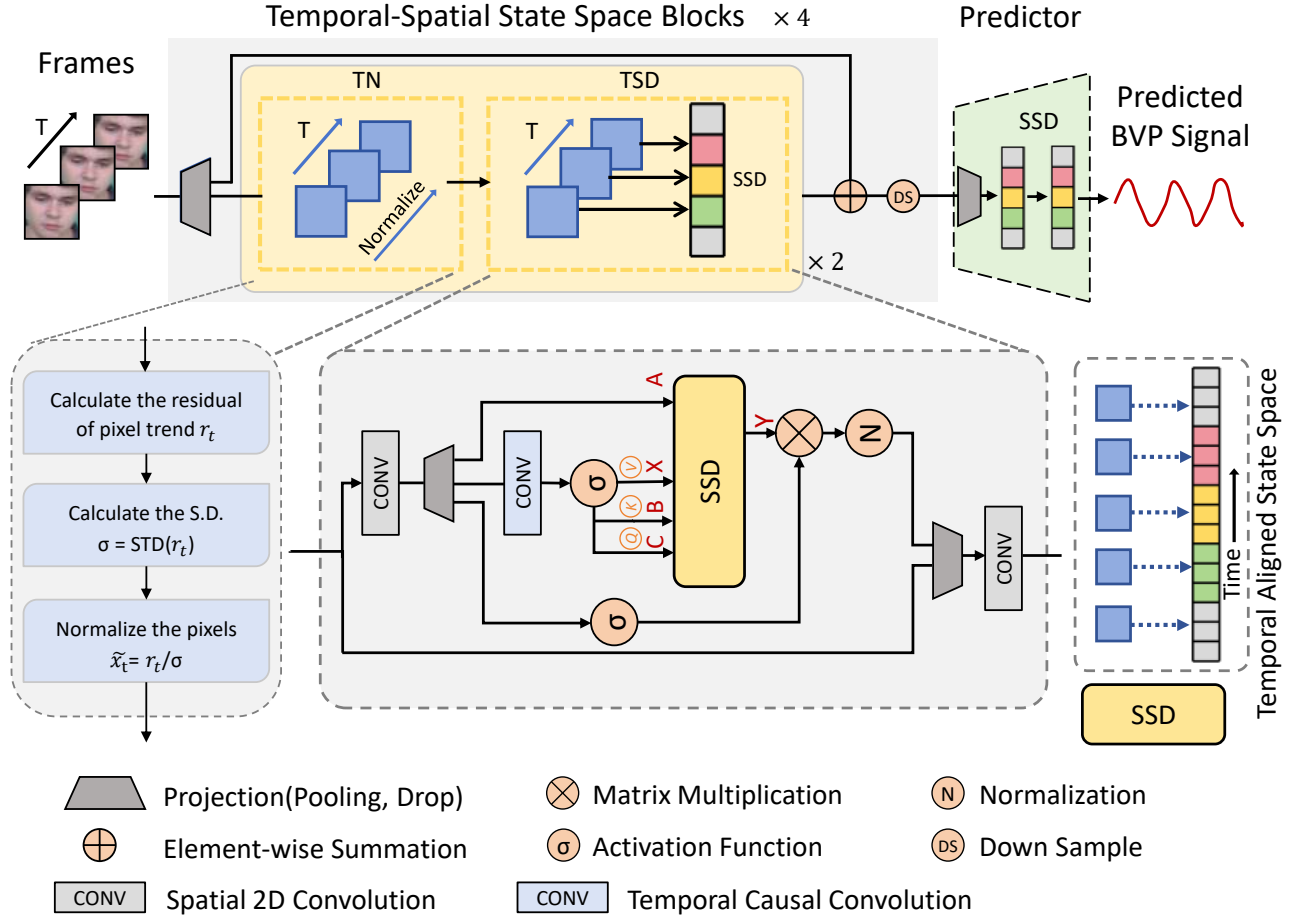 Temporal-Spatial State Space Blocks × 4
Predictor
Frames
T
TN
T
Normalize
TSD
T
SSD
× 2
DS
SSD
Predicted
BVP Signal
Calculate the residual
of pixel trend r_t
Calculate the S.D.
σ = STD(r_t)
Normalize the pixels
x̃_t = r_t/σ
CONV
CONV
σ
V
K
Q
A
X
B
C
SSD
Y
N
σ
CONV
Time
Temporal Aligned State Space
SSD
Projection(Pooling, Drop)
Matrix Multiplication
N
Normalization
Element-wise Summation
σ
Activation Function
DS
Down Sample
CONV
Spatial 2D Convolution
CONV
Temporal Causal Convolution